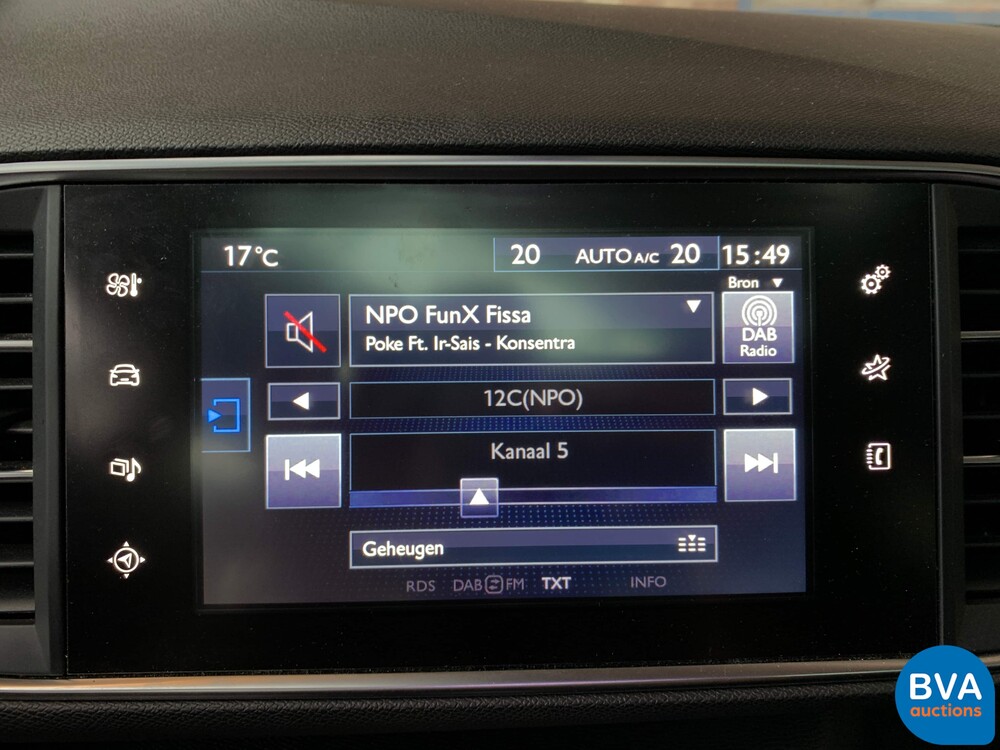 17°C
20 AUTO A/C 20
15:49
Bron
NPO FunX Fissa
Poke Ft. Ir-Sais - Konsentra
DAB
Radio
12C(NPO)
Kanaal 5
Geheugen
RDS DAB FM TXT INFO
BVA
auctions